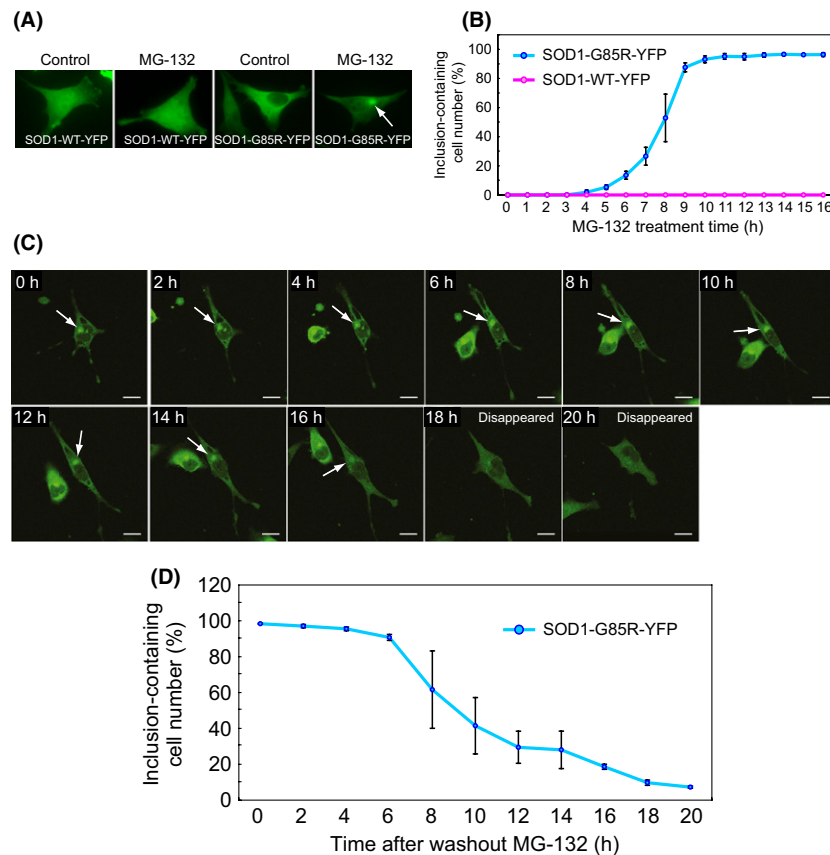 (A)
Control MG-132 Control MG-132
SOD1-WT-YFP SOD1-WT-YFP SOD1-G85R-YFP SOD1-G85R-YFP
(B)
Inclusion-containing
cell number (%)
100
80
60
40
20
0
SOD1-G85R-YFP
SOD1-WT-YFP
0 1 2 3 4 5 6 7 8 9 10 11 12 13 14 15 16
MG-132 treatment time (h)
(C)
0 h 2 h 4 h 6 h 8 h 10 h
12 h 14 h 16 h 18 h Disappeared 20 h Disappeared
(D)
Inclusion-containing
cell number (%)
120
100
80
60
40
20
0
SOD1-G85R-YFP
0 2 4 6 8 10 12 14 16 18 20
Time after washout MG-132 (h)